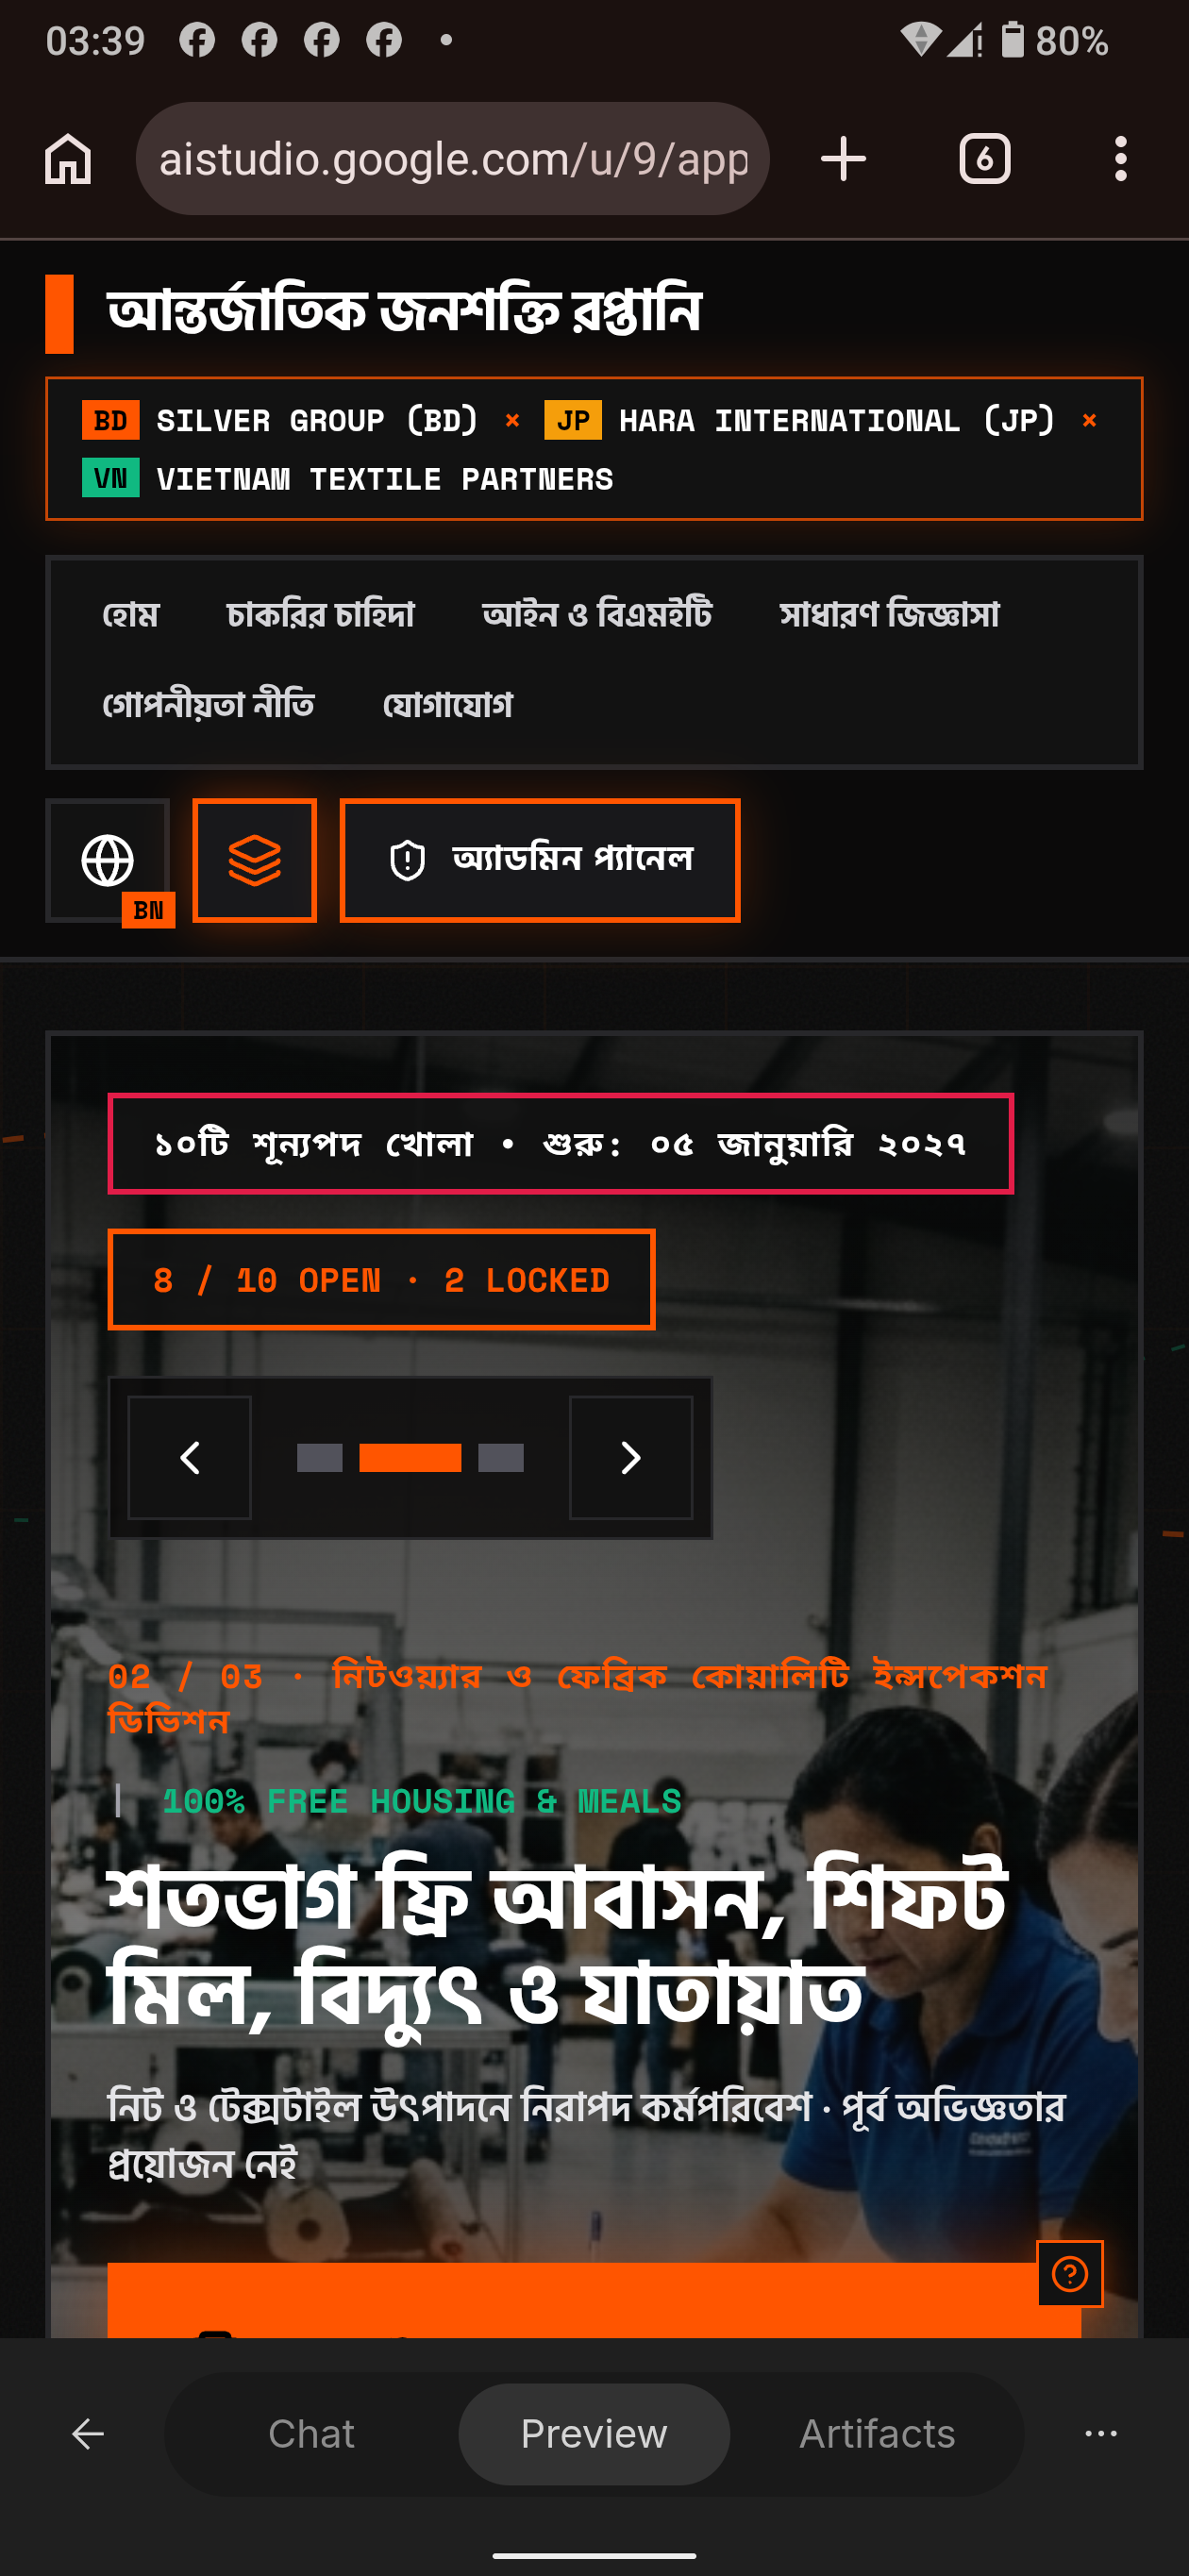 03:39
80%
aistudio.google.com/u/9/app
6
আন্তর্জাতিক জনশক্তি রপ্তানি
BD SILVER GROUP (BD) × JP HARA INTERNATIONAL (JP) ×
VN VIETNAM TEXTILE PARTNERS
হোম চাকরির চাহিদা আইন ও বিএমইটি সাধারণ জিজ্ঞাসা
গোপনীয়তা নীতি যোগাযোগ
BN
অ্যাডমিন প্যানেল
১০টি শূন্যপদ খোলা • শুরু: ০৫ জানুয়ারি ২০২৭
8 / 10 OPEN · 2 LOCKED
02 / 03 · নিটওয়্যার ও ফেব্রিক কোয়ালিটি ইন্সপেকশন
ডিভিশন
| 100% FREE HOUSING & MEALS
শতভাগ ফ্রি আবাসন, শিফট
মিল, বিদ্যুৎ ও যাতায়াত
নিট ও টেক্সটাইল উৎপাদনে নিরাপদ কর্মপরিবেশ · পূর্ব অভিজ্ঞতার
প্রয়োজন নেই
Chat Preview Artifacts